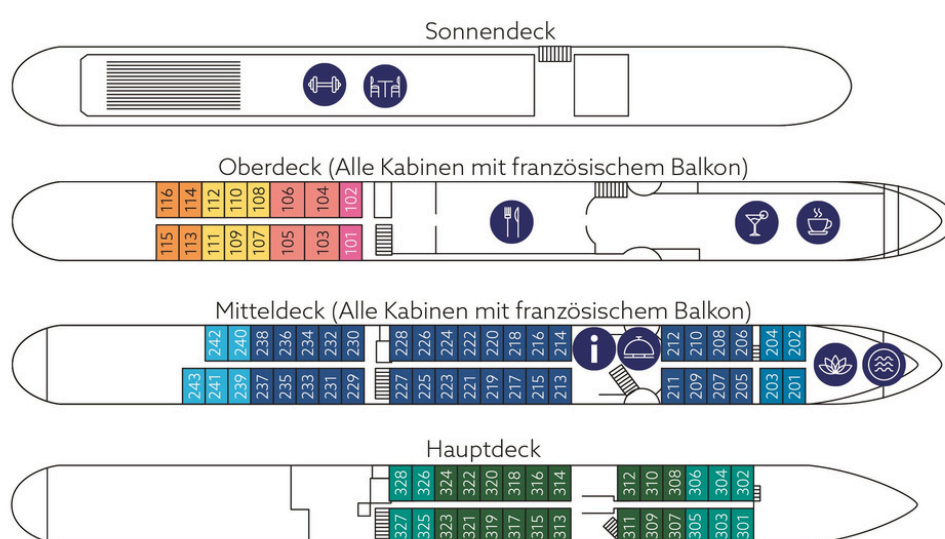 Sonnendeck
Oberdeck (Alle Kabinen mit französischem Balkon)
116 114 112 110 108 106 104 102
115 113 111 109 107 105 103 101
Mitteldeck (Alle Kabinen mit französischem Balkon)
242 240 238 236 234 232 230 228 226 224 222 220 218 216 214 i 212 210 208 206 204 202
243 241 239 237 235 233 231 229 227 225 223 221 219 217 215 213 211 209 207 205 203 201
Hauptdeck
328 326 324 322 320 318 316 314 312 310 308 306 304 302
327 325 323 321 319 317 315 313 311 309 307 305 303 301